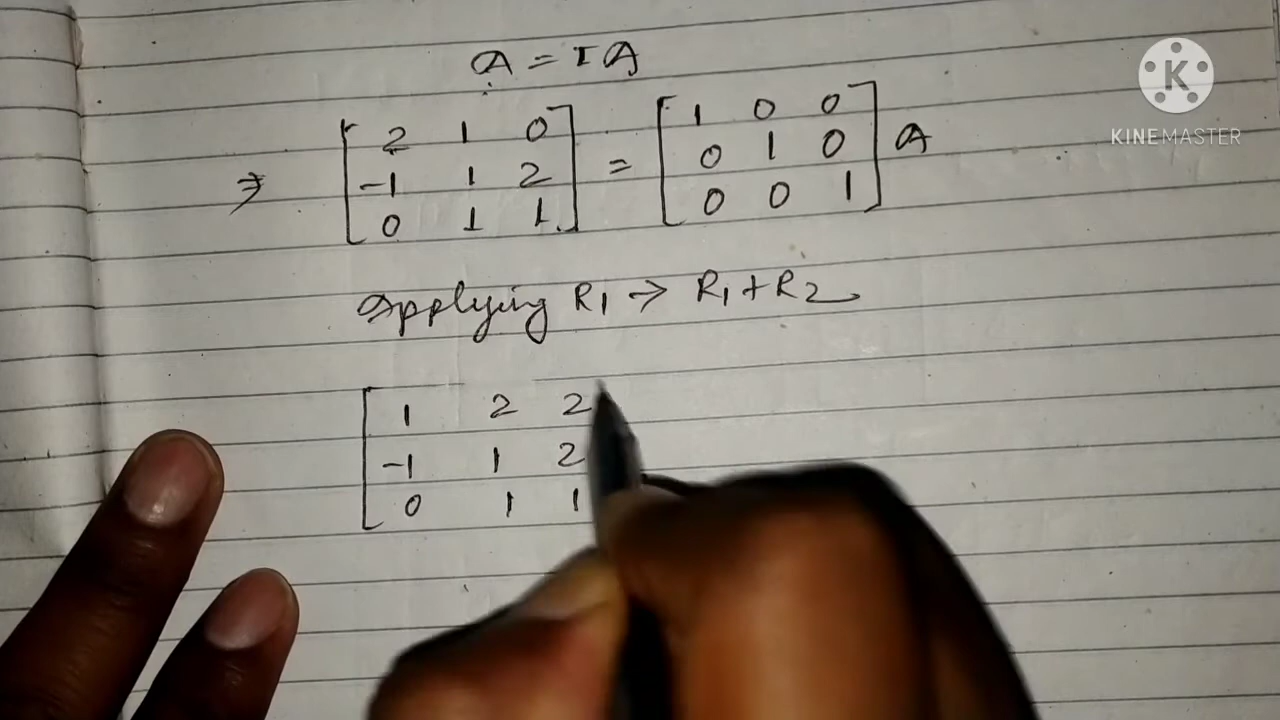 A = IA
K
KINEMASTER
⇒ [2 1 0 = [1 0 0
-1 1 2 0 1 0 A
0 1 1] 0 0 1]
Applying R1 → R1 + R2
[1 2 2
-1 1 2
0 1 1